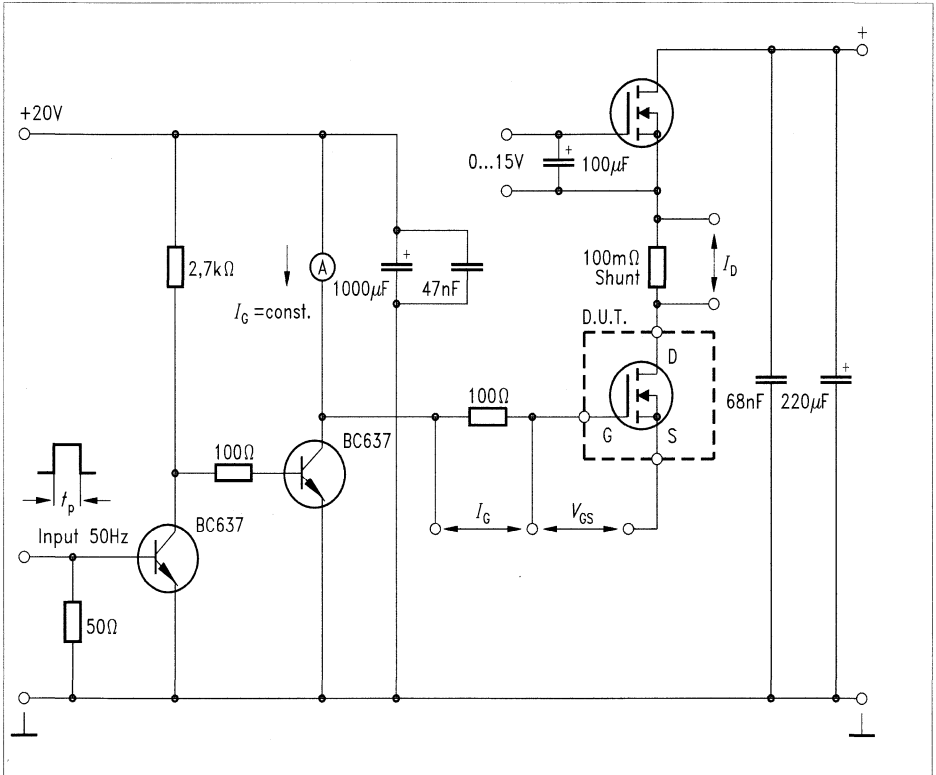 +
+20V
0...15V
+
100µF
2,7kΩ
I_G =const.
A
+
1000µF
47nF
100mΩ
Shunt
I_D
D.U.T.
D
100Ω
G
S
68nF
220µF
+
BC637
100Ω
t_p
I_G
V_GS
Input 50Hz
BC637
50Ω